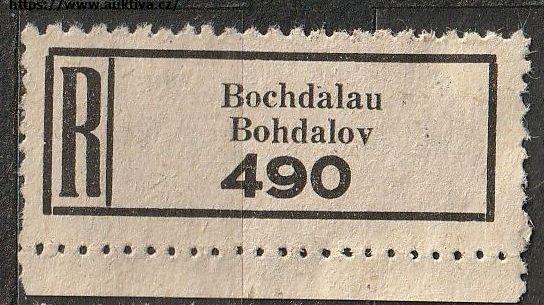 https://www.auktiva.cz/
R
Bochdalau
Bohdalov
490